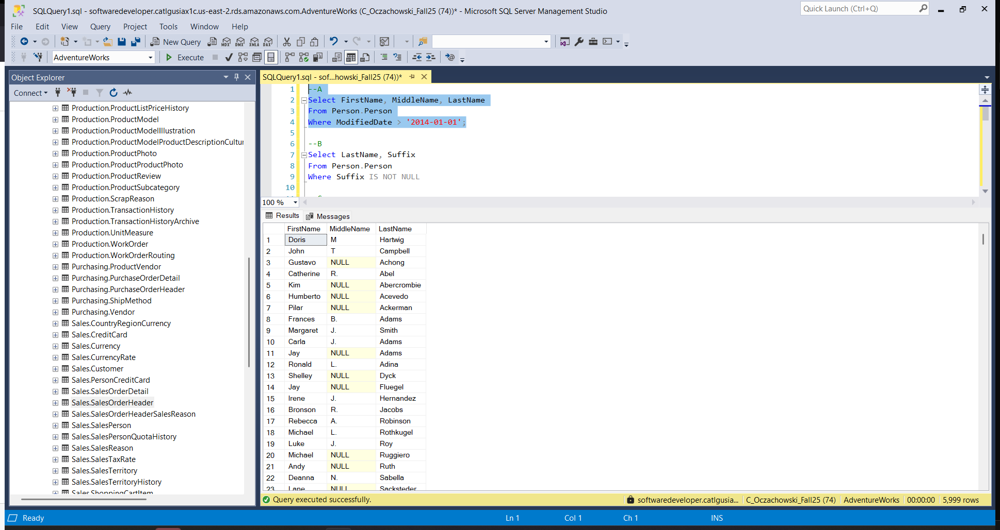 SQLQuery1.sql - softwaredeveloper.catlgusiax1c.us-east-2.rds.amazonaws.com.AdventureWorks (C_Oczachowski_Fall25 (74))* - Microsoft SQL Server Management Studio
Quick Launch (Ctrl+Q)
File Edit View Query Project Tools Window Help
New Query MDX DMX XMLA DAX
AdventureWorks Execute
Object Explorer
Connect
Production.ProductListPriceHistory
Production.ProductModel
Production.ProductModelIllustration
Production.ProductModelProductDescriptionCultur
Production.ProductPhoto
Production.ProductProductPhoto
Production.ProductReview
Production.ProductSubcategory
Production.ScrapReason
Production.TransactionHistory
Production.TransactionHistoryArchive
Production.UnitMeasure
Production.WorkOrder
Production.WorkOrderRouting
Purchasing.ProductVendor
Purchasing.PurchaseOrderDetail
Purchasing.PurchaseOrderHeader
Purchasing.ShipMethod
Purchasing.Vendor
Sales.CountryRegionCurrency
Sales.CreditCard
Sales.Currency
Sales.CurrencyRate
Sales.Customer
Sales.PersonCreditCard
Sales.SalesOrderDetail
Sales.SalesOrderHeader
Sales.SalesOrderHeaderSalesReason
Sales.SalesPerson
Sales.SalesPersonQuotaHistory
Sales.SalesReason
Sales.SalesTaxRate
Sales.SalesTerritory
Sales.SalesTerritoryHistory
Sales.ShoppingCartItem
SQLQuery1.sql - sof...howski_Fall25 (74))*
1 --A
2 Select FirstName, MiddleName, LastName
3 From Person.Person
4 Where ModifiedDate > '2014-01-01';
5
6 --B
7 Select LastName, Suffix
8 From Person.Person
9 Where Suffix IS NOT NULL
10
100 %
Results Messages
FirstName MiddleName LastName
1 Doris M Hartwig
2 John T Campbell
3 Gustavo NULL Achong
4 Catherine R. Abel
5 Kim NULL Abercrombie
6 Humberto NULL Acevedo
7 Pilar NULL Ackerman
8 Frances B. Adams
9 Margaret J. Smith
10 Carla J. Adams
11 Jay NULL Adams
12 Ronald L. Adina
13 Shelley NULL Dyck
14 Jay NULL Fluegel
15 Irene J. Hernandez
16 Bronson R. Jacobs
17 Rebecca A. Robinson
18 Michael L. Rothkugel
19 Luke J. Roy
20 Michael NULL Ruggiero
21 Andy NULL Ruth
22 Deanna N. Sabella
23 Lane NULL Sacksteder
Query executed successfully. softwaredeveloper.catlgusia... C_Oczachowski_Fall25 (74) AdventureWorks 00:00:00 5,999 rows
Ready Ln 1 Col 1 Ch 1 INS